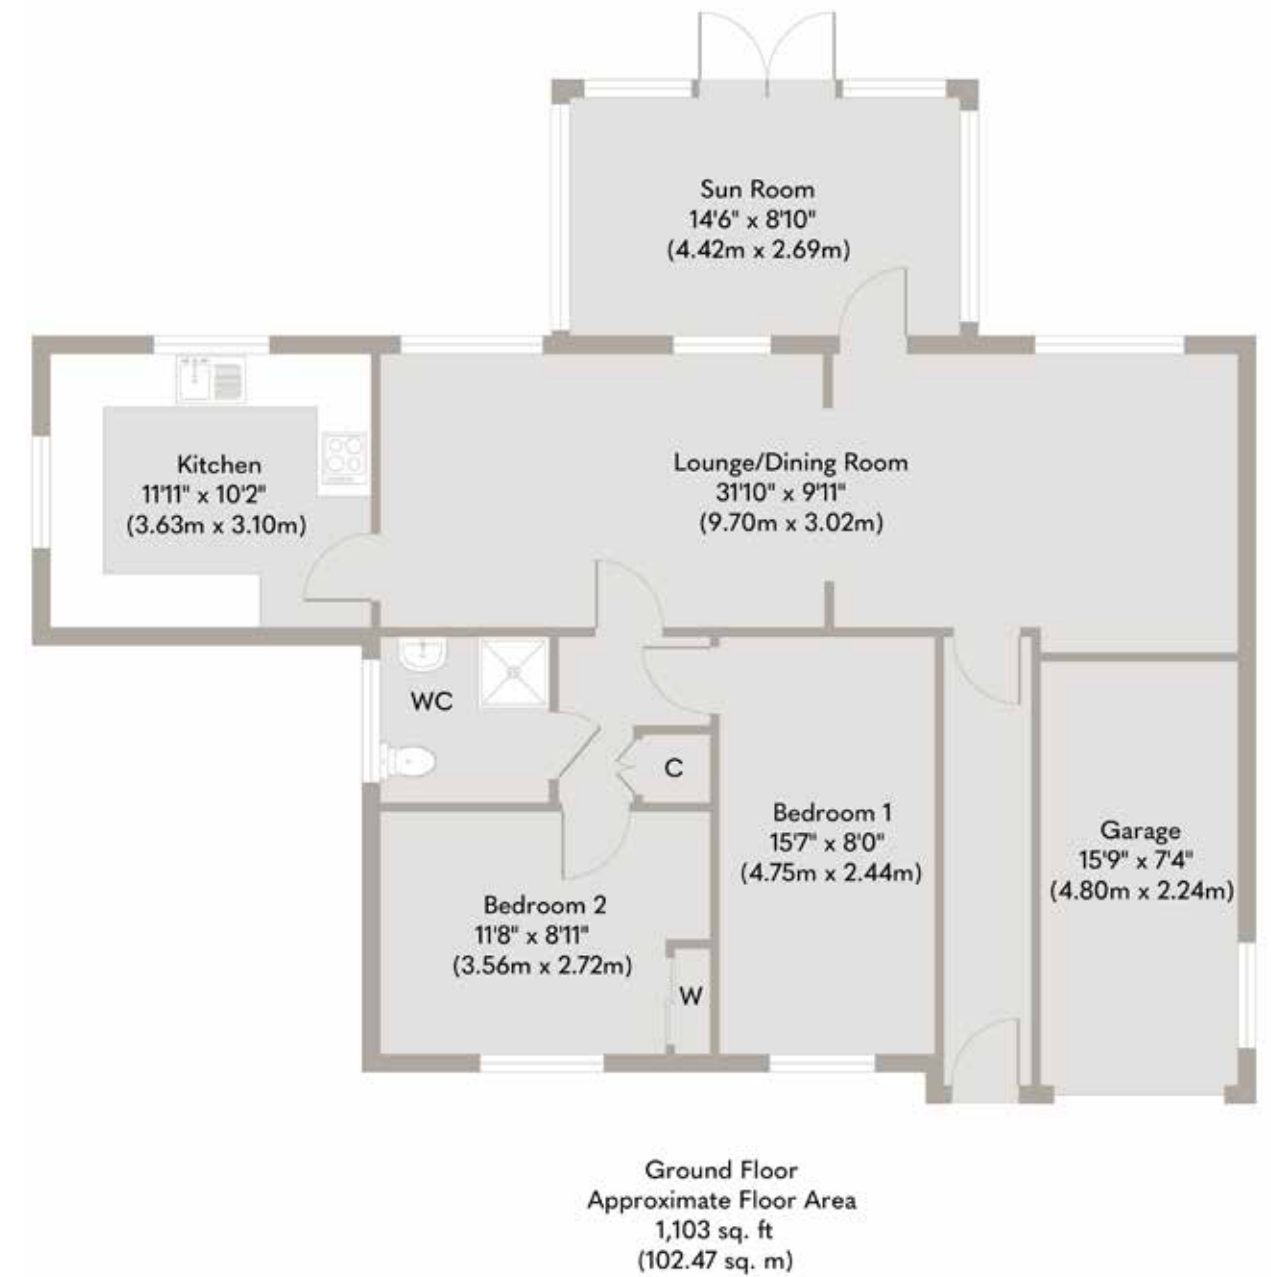 Sun Room
14'6" x 8'10"
(4.42m x 2.69m)
Kitchen
11'11" x 10'2"
(3.63m x 3.10m)
Lounge/Dining Room
31'10" x 9'11"
(9.70m x 3.02m)
WC
C
Bedroom 1
15'7" x 8'0"
(4.75m x 2.44m)
Garage
15'9" x 7'4"
(4.80m x 2.24m)
Bedroom 2
11'8" x 8'11"
(3.56m x 2.72m)
W
Ground Floor
Approximate Floor Area
1,103 sq. ft
(102.47 sq. m)